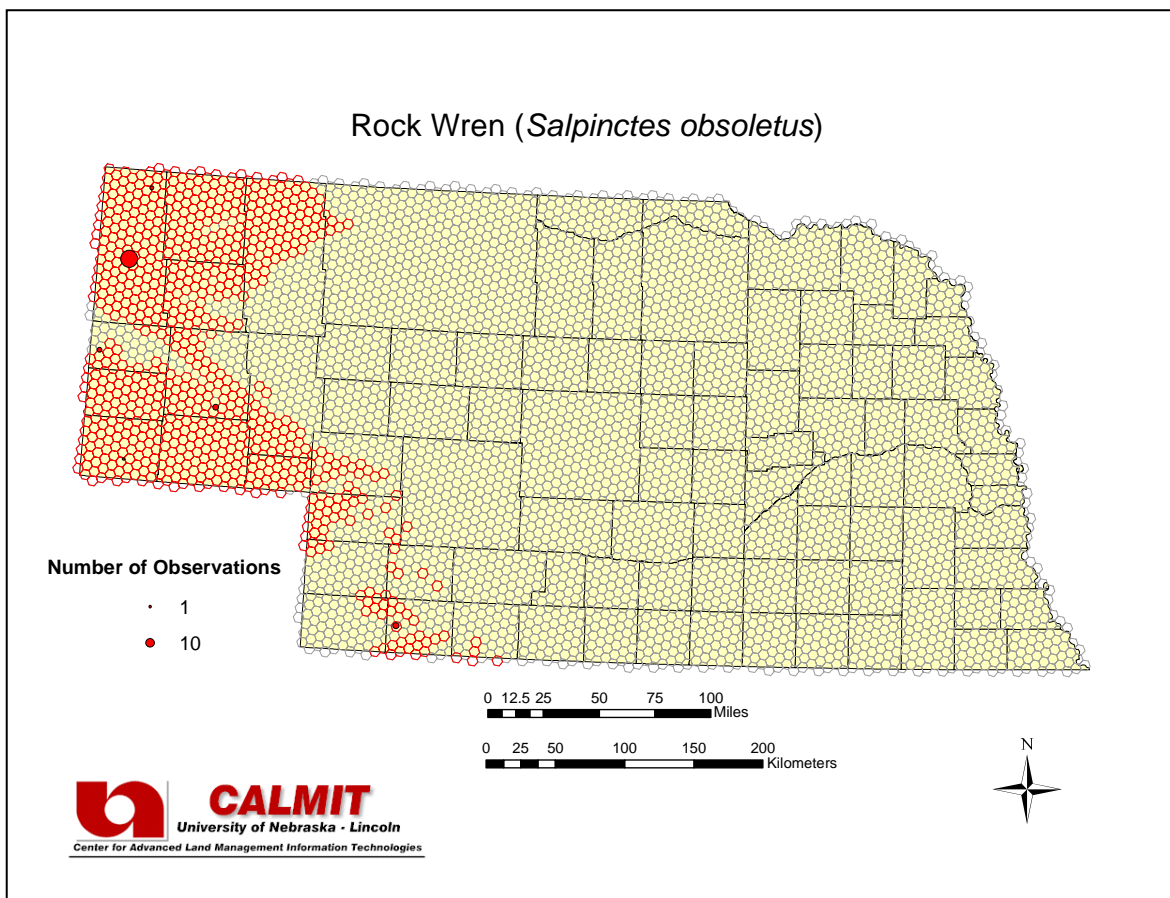 Rock Wren (Salpinctes obsoletus)
Number of Observations
1
10
0 12.5 25 50 75 100
Miles
0 25 50 100 150 200
Kilometers
N
CALMIT
University of Nebraska - Lincoln
Center for Advanced Land Management Information Technologies